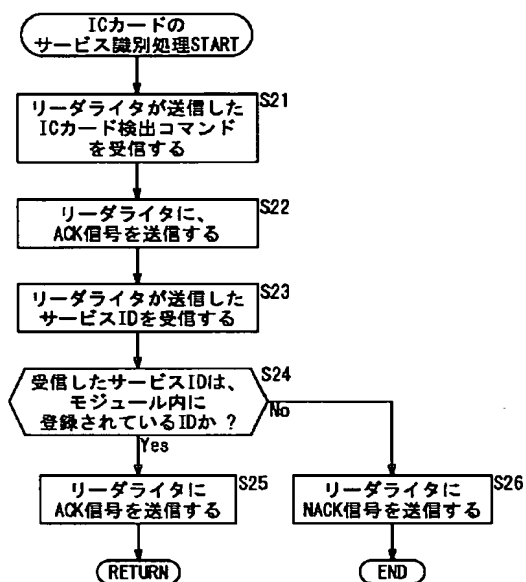 ICカードの
サービス識別処理START
リーダライタが送信した
ICカード検出コマンド
を受信する
S21
リーダライタに、
ACK信号を送信する
S22
リーダライタが送信した
サービスIDを受信する
S23
受信したサービスIDは、
モジュール内に
登録されているIDか ?
S24
No
Yes
リーダライタに
ACK信号を送信する
S25
リーダライタに
NACK信号を送信する
S26
RETURN
END